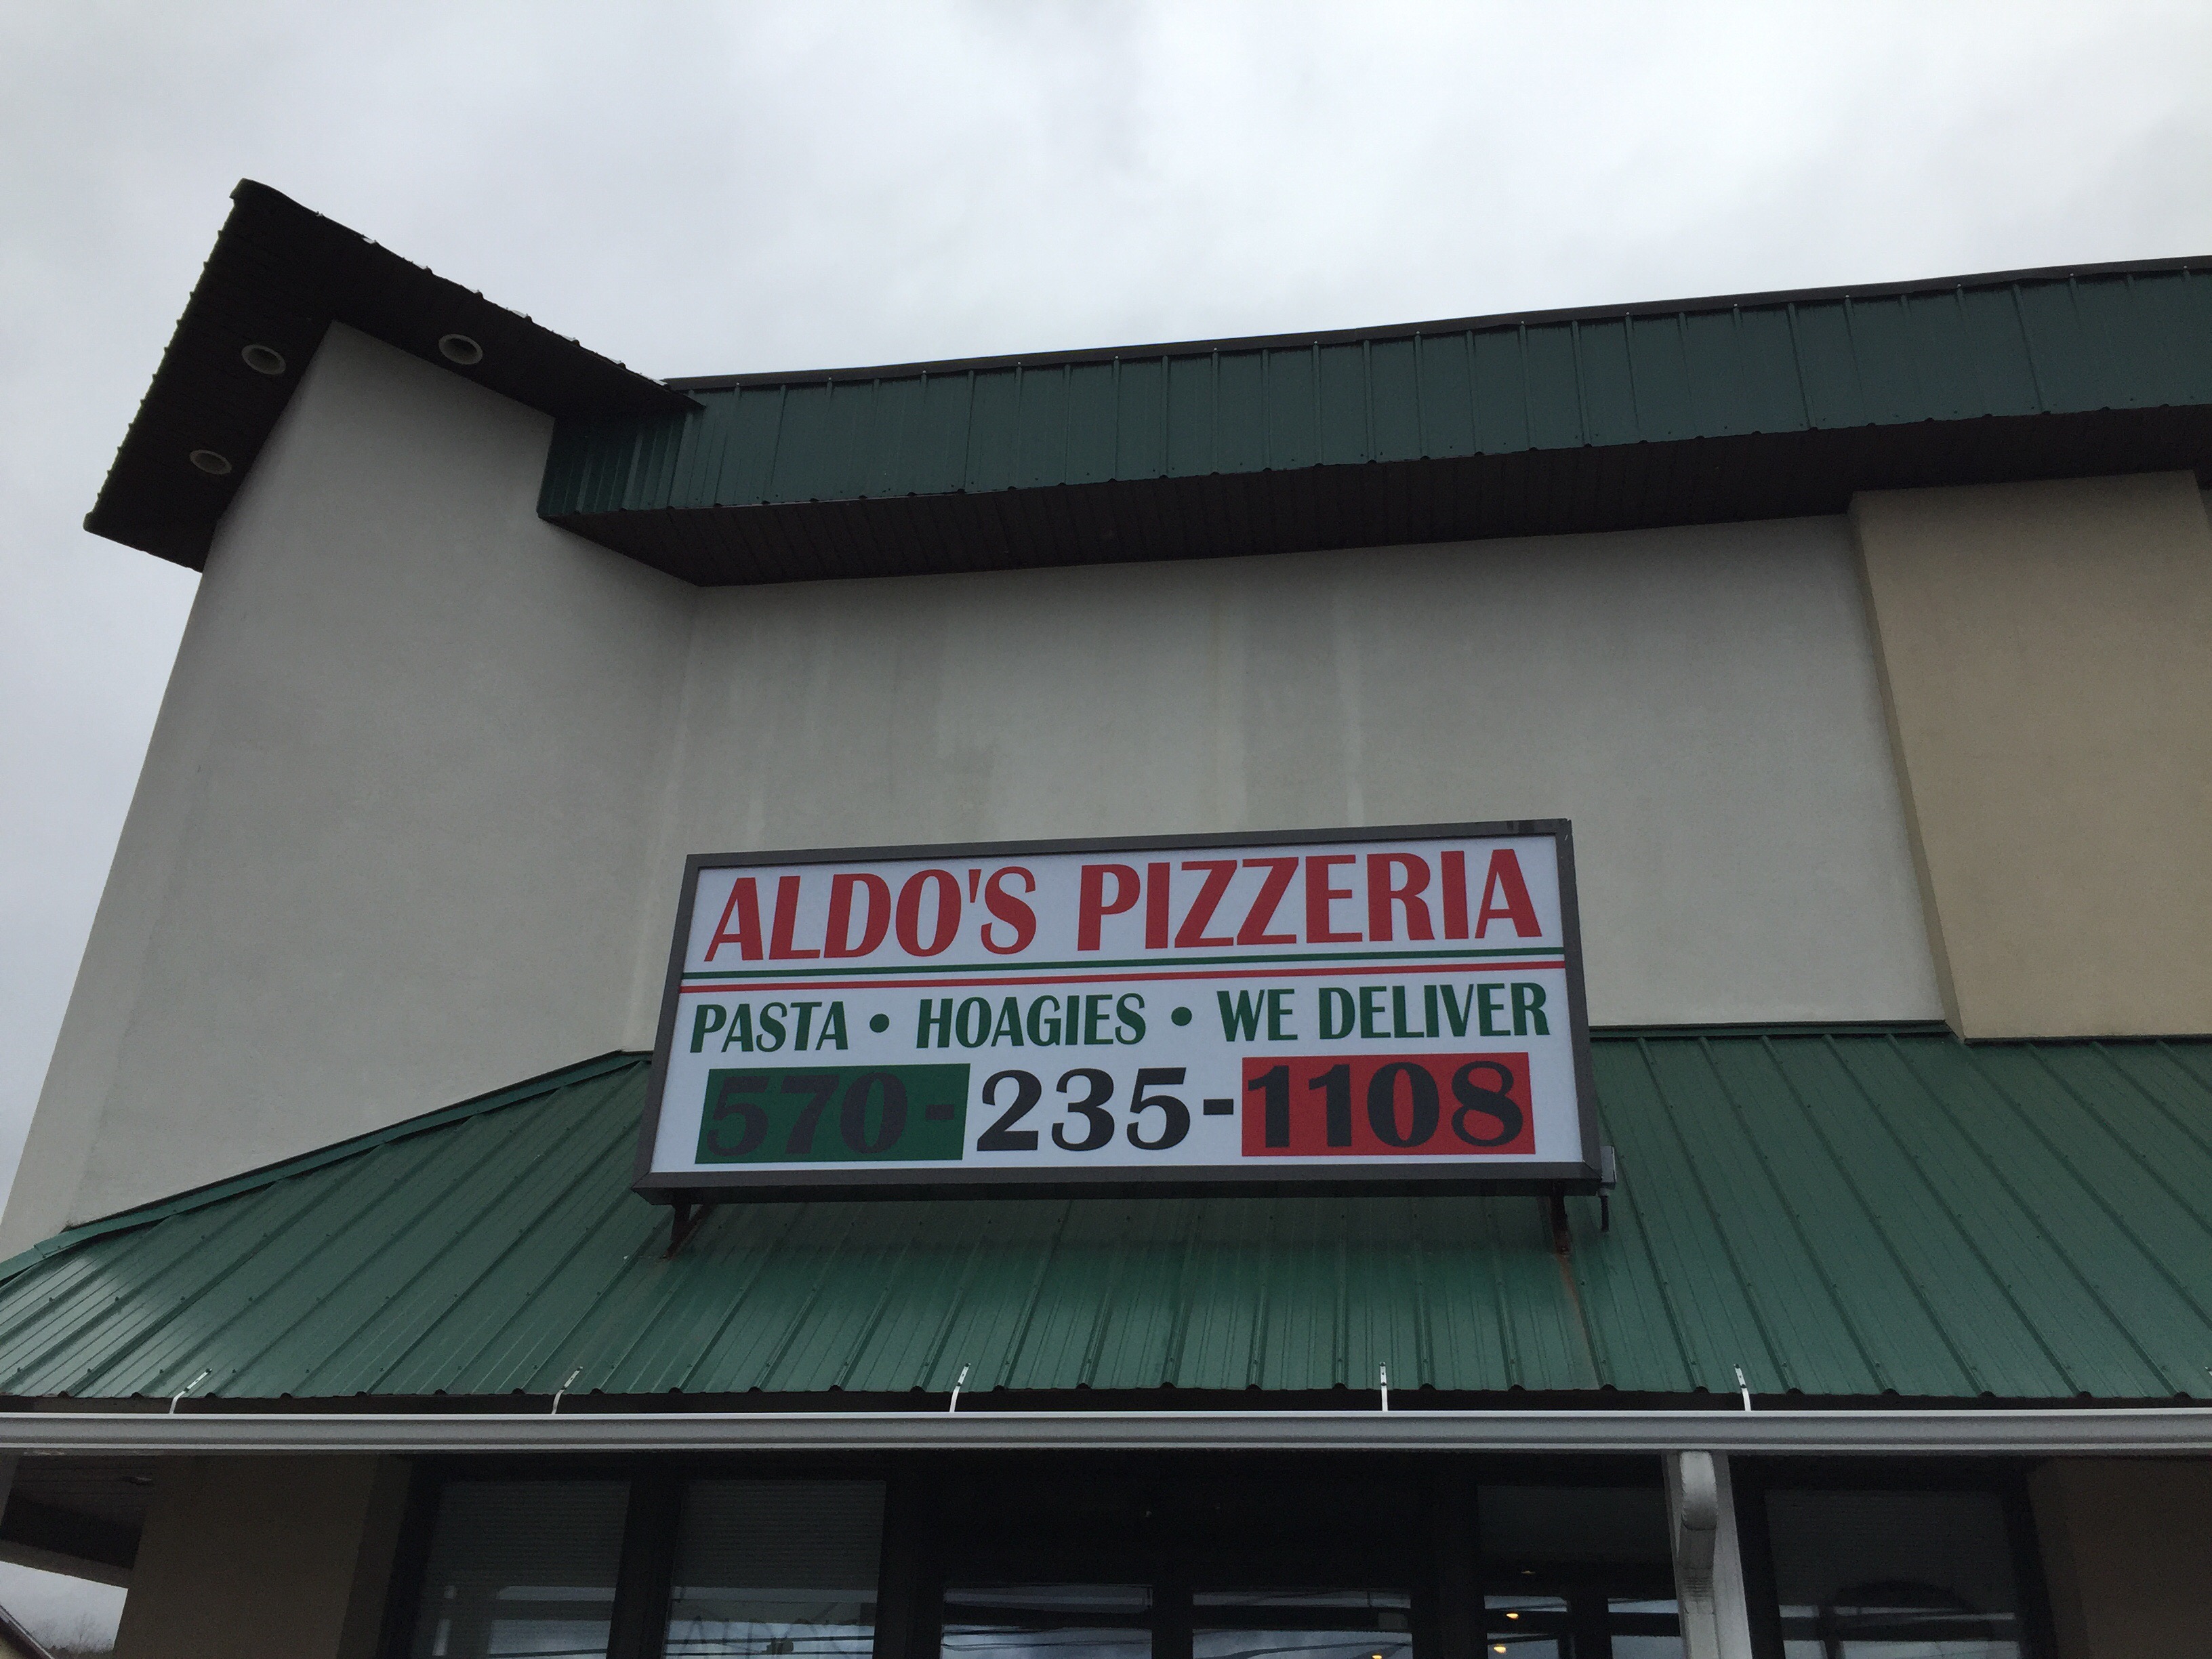 ALDO'S PIZZERIA
PASTA • HOAGIES • WE DELIVER
570-235-1108